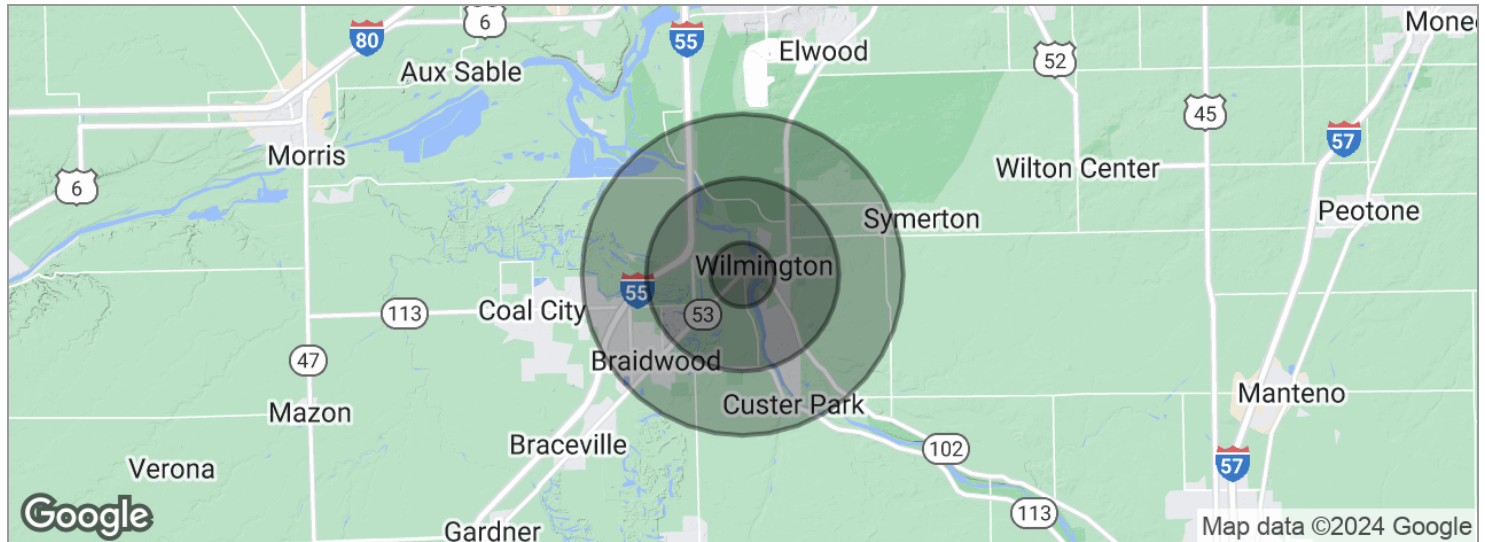 Mone
6
80
55
Elwood
52
Aux Sable
45
57
Morris
6
Wilton Center
Peotone
Symerton
Wilmington
55
53
113
Coal City
47
Braidwood
Manteno
Custer Park
Mazon
Braceville
102
57
Verona
113
Google
Gardner
Map data ©2024 Google